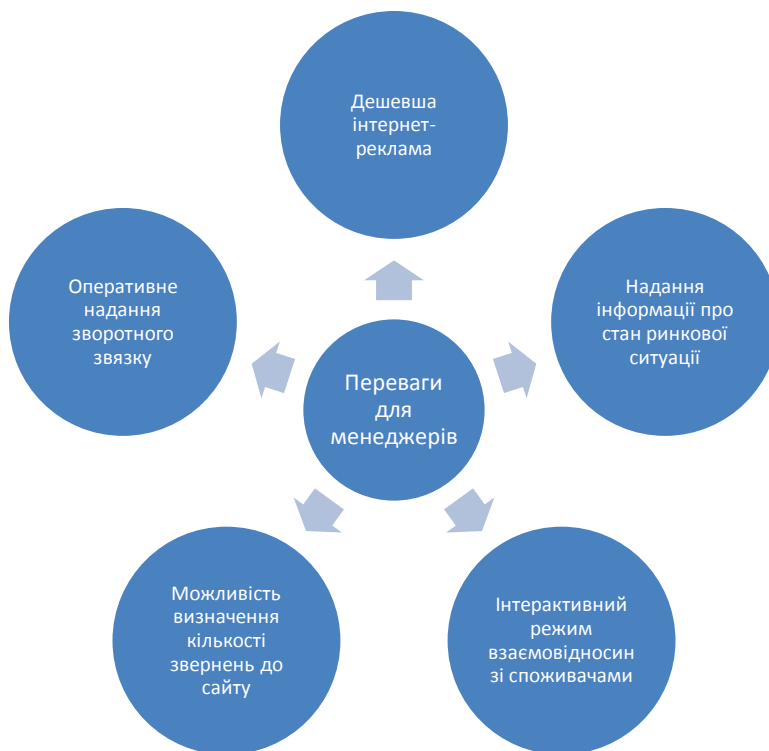 Дешевша
інтернет-
реклама
Оперативне
надання
зворотного
звязку
Надання
інформації про
стан ринкової
ситуації
Переваги
для
менеджерів
Можливість
визначення
кількості
звернень до
сайту
Інтерактивний
режим
взаємовідносин
зі споживачами